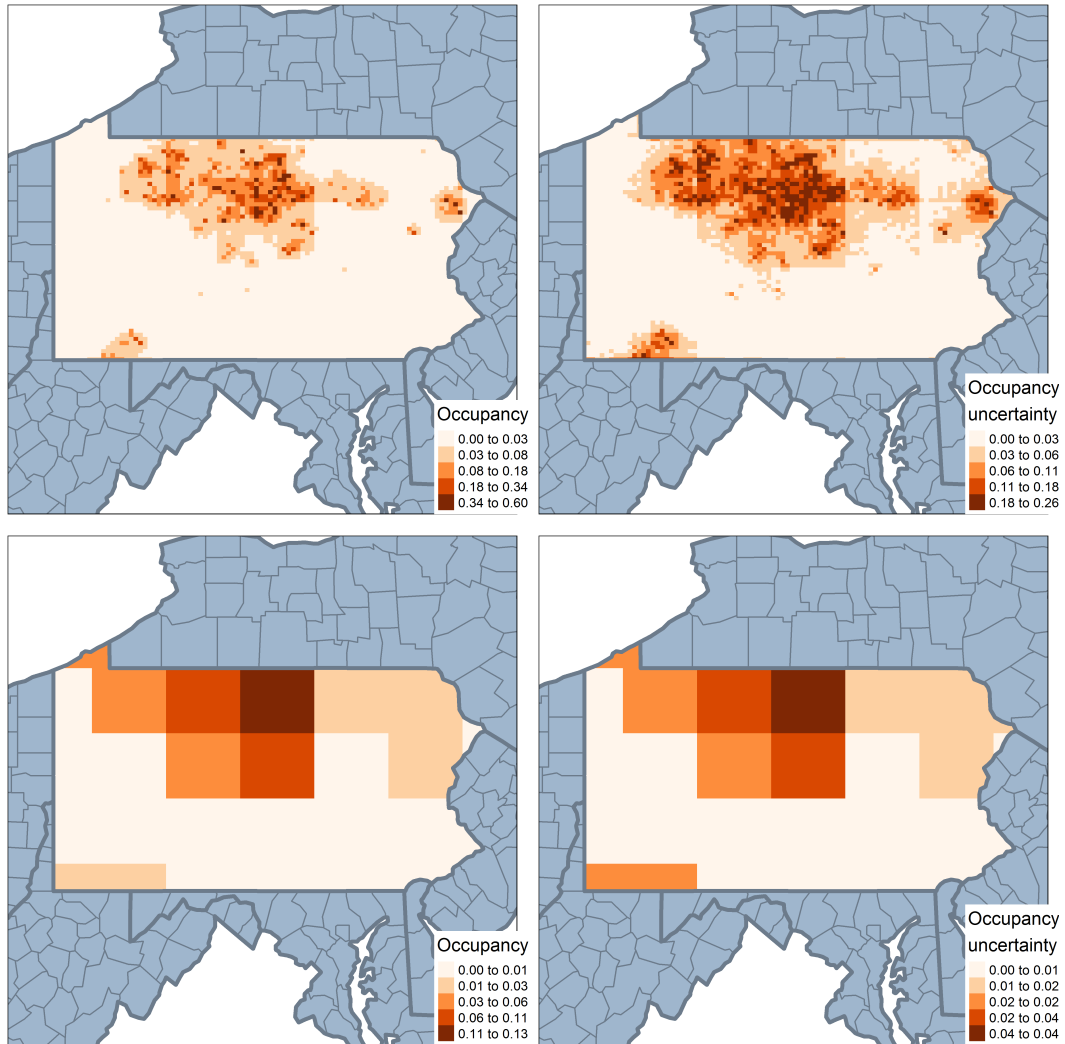 Occupancy
0.00 to 0.03
0.03 to 0.08
0.08 to 0.18
0.18 to 0.34
0.34 to 0.60
Occupancy
uncertainty
0.00 to 0.03
0.03 to 0.06
0.06 to 0.11
0.11 to 0.18
0.18 to 0.26
Occupancy
0.00 to 0.01
0.01 to 0.03
0.03 to 0.06
0.06 to 0.11
0.11 to 0.13
Occupancy
uncertainty
0.00 to 0.01
0.01 to 0.02
0.02 to 0.02
0.02 to 0.04
0.04 to 0.04